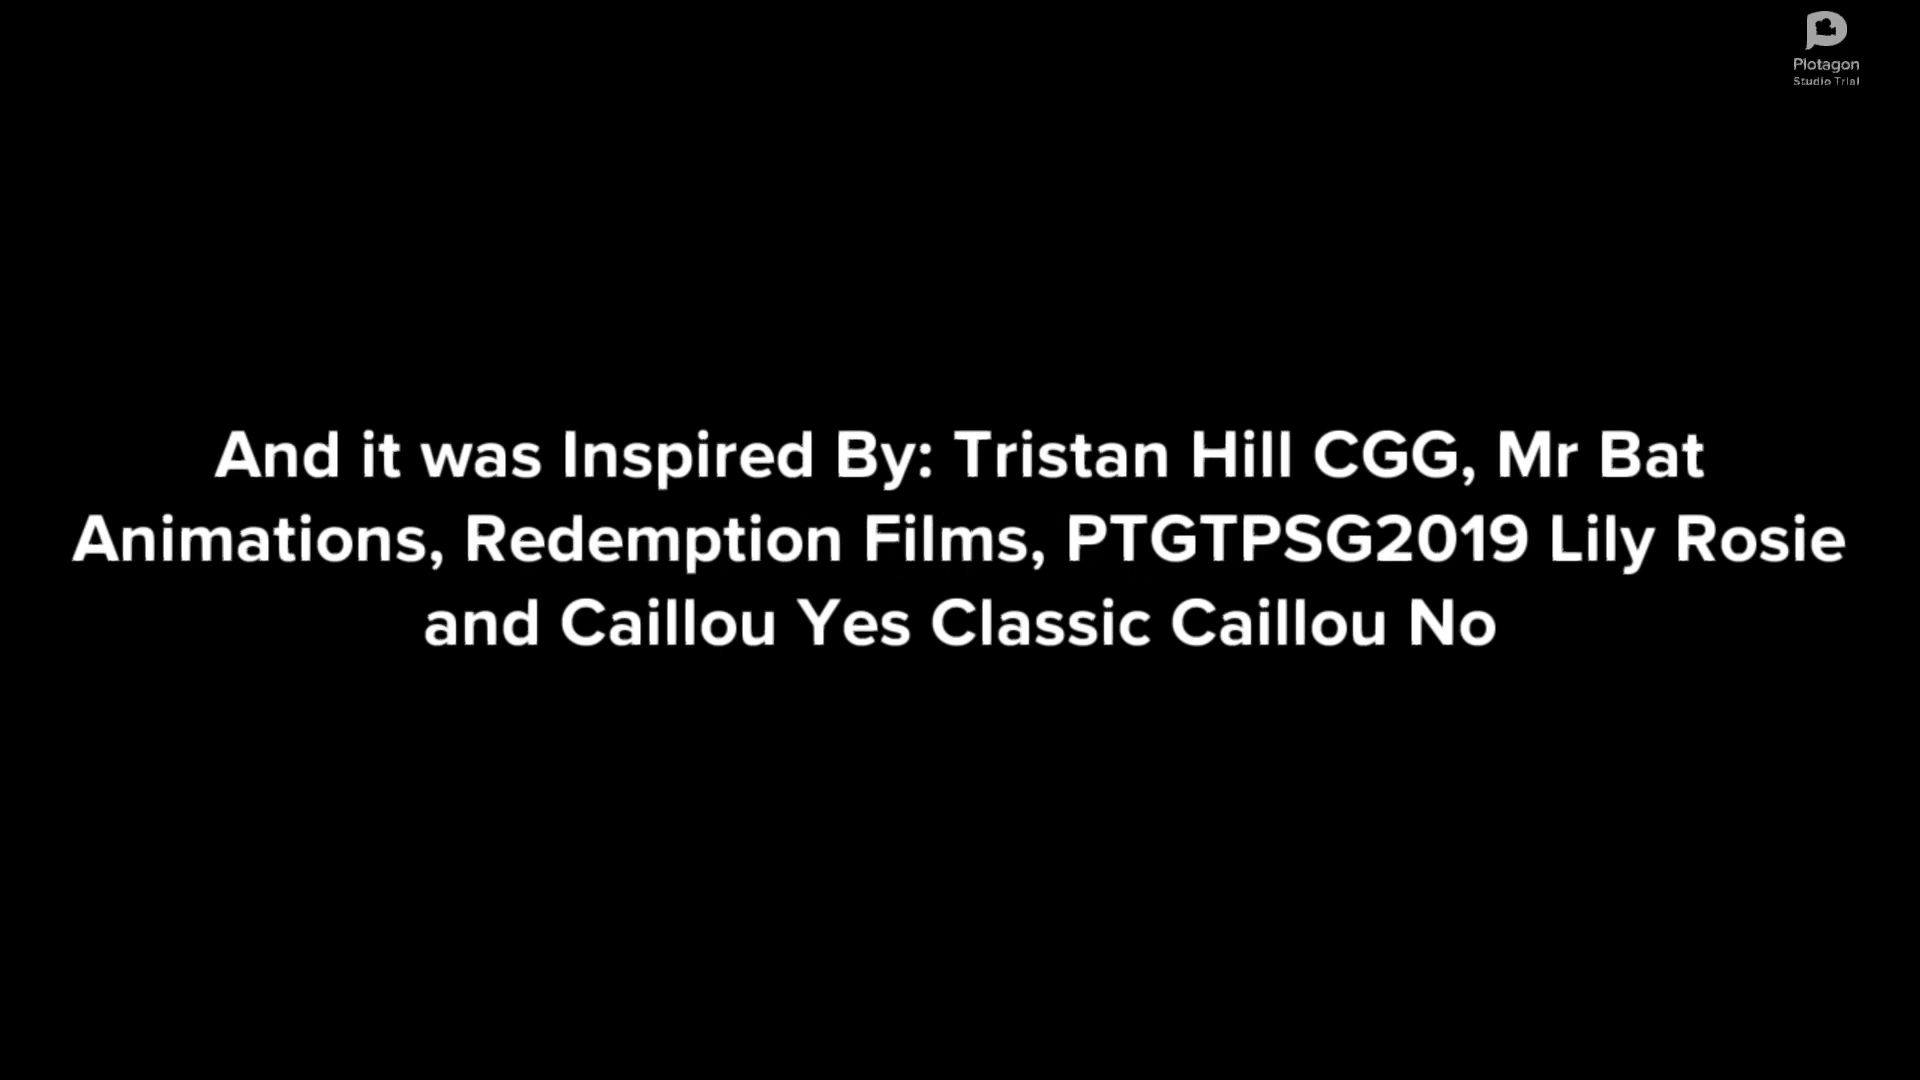 Plotagon
Studio Trial
And it was Inspired By: Tristan Hill CGG, Mr Bat
Animations, Redemption Films, PTGTPSG2019 Lily Rosie
and Caillou Yes Classic Caillou No